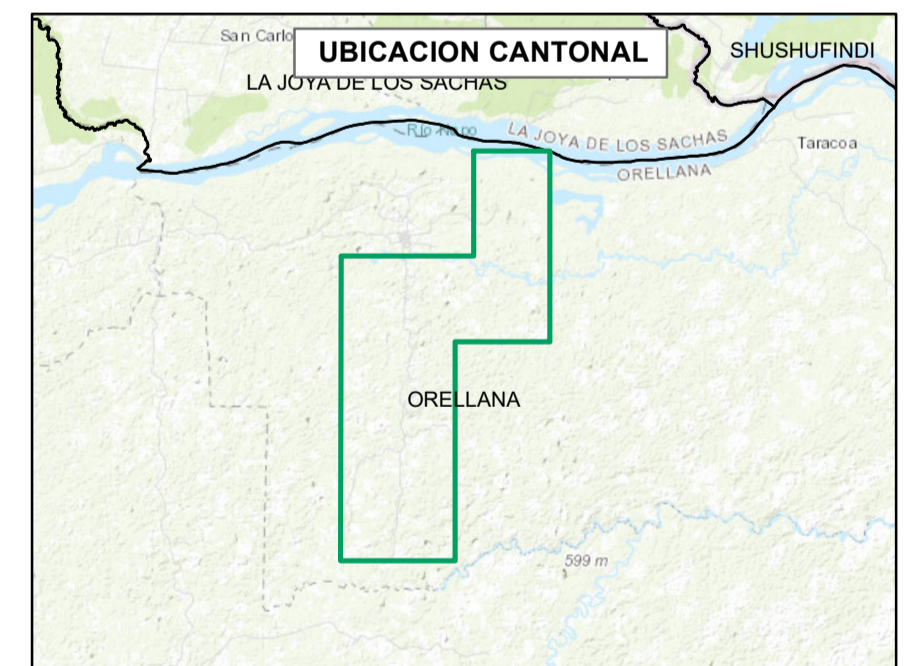 San Carlo
UBICACION CANTONAL
SHUSHUFINDI
LA JOYA DE LOS SACHAS
Río Napo
LA JOYA DE LOS SACHAS
Taracoa
ORELLANA
ORELLANA
599 m